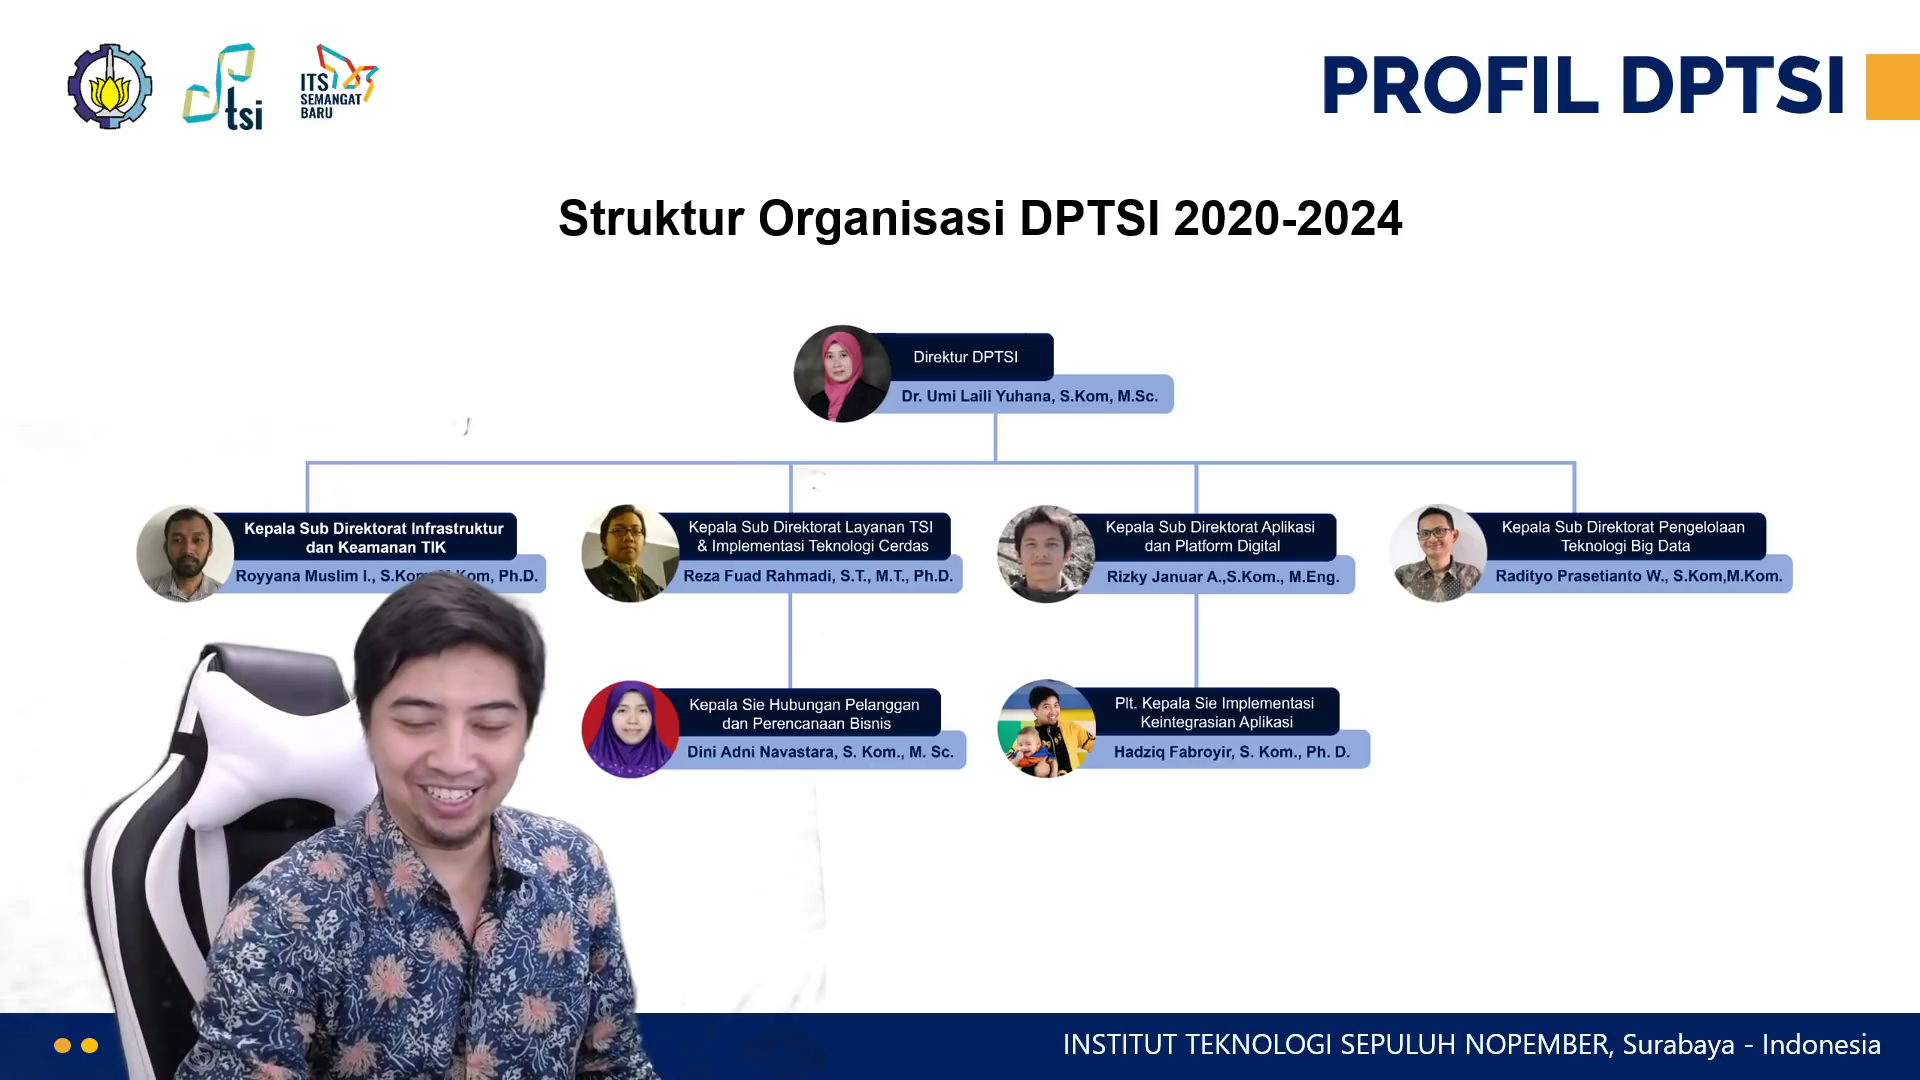 ITS
SEMANGAT
BARU
tsi
PROFIL DPTSI
Struktur Organisasi DPTSI 2020-2024
Direktur DPTSI
Dr. Umi Laili Yuhana, S.Kom, M.Sc.
Kepala Sub Direktorat Infrastruktur
dan Keamanan TIK
Royyana Muslim I., S.Kom, M.Kom, Ph.D.
Kepala Sub Direktorat Layanan TSI
& Implementasi Teknologi Cerdas
Reza Fuad Rahmadi, S.T., M.T., Ph.D.
Kepala Sub Direktorat Aplikasi
dan Platform Digital
Rizky Januar A.,S.Kom., M.Eng.
Kepala Sub Direktorat Pengelolaan
Teknologi Big Data
Radityo Prasetianto W., S.Kom,M.Kom.
Kepala Sie Hubungan Pelanggan
dan Perencanaan Bisnis
Dini Adni Navastara, S. Kom., M. Sc.
Plt. Kepala Sie Implementasi
Keintegrasian Aplikasi
Hadziq Fabroyir, S. Kom., Ph. D.
INSTITUT TEKNOLOGI SEPULUH NOPEMBER, Surabaya - Indonesia